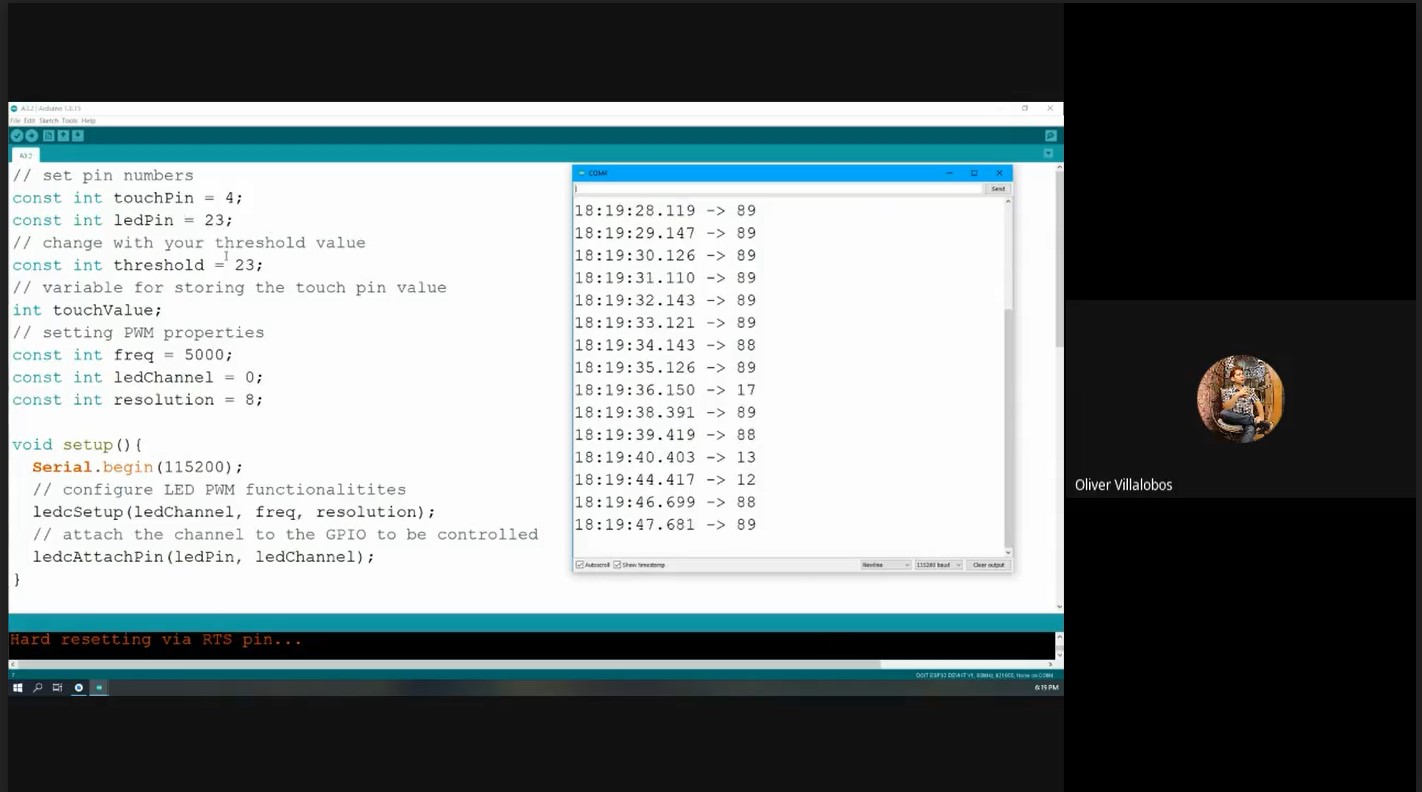 A3.2 | Arduino 1.8.15
File Edit Sketch Tools Help
A3.2
// set pin numbers
const int touchPin = 4;
const int ledPin = 23;
// change with your threshold value
const int threshold = 23;
// variable for storing the touch pin value
int touchValue;
// setting PWM properties
const int freq = 5000;
const int ledChannel = 0;
const int resolution = 8;
void setup(){
Serial.begin(115200);
// configure LED PWM functionalitites
ledcSetup(ledChannel, freq, resolution);
// attach the channel to the GPIO to be controlled
ledcAttachPin(ledPin, ledChannel);
}
COM4
Send
18:19:28.119 -> 89
18:19:29.147 -> 89
18:19:30.126 -> 89
18:19:31.110 -> 89
18:19:32.143 -> 89
18:19:33.121 -> 89
18:19:34.143 -> 88
18:19:35.126 -> 89
18:19:36.150 -> 17
18:19:38.391 -> 89
18:19:39.419 -> 88
18:19:40.403 -> 13
18:19:44.417 -> 12
18:19:46.699 -> 88
18:19:47.681 -> 89
Autoscroll Show timestamp Newline 115200 baud Clear output
Hard resetting via RTS pin...
7
6:19 PM
Oliver Villalobos